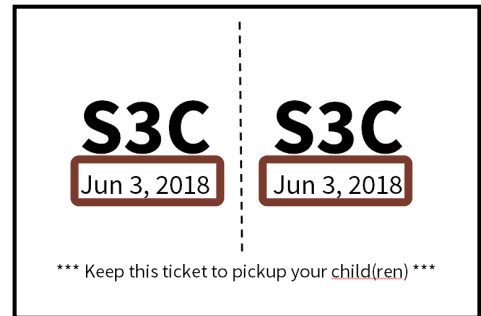 S3C S3C
Jun 3, 2018 Jun 3, 2018
*** Keep this ticket to pickup your child(ren) ***